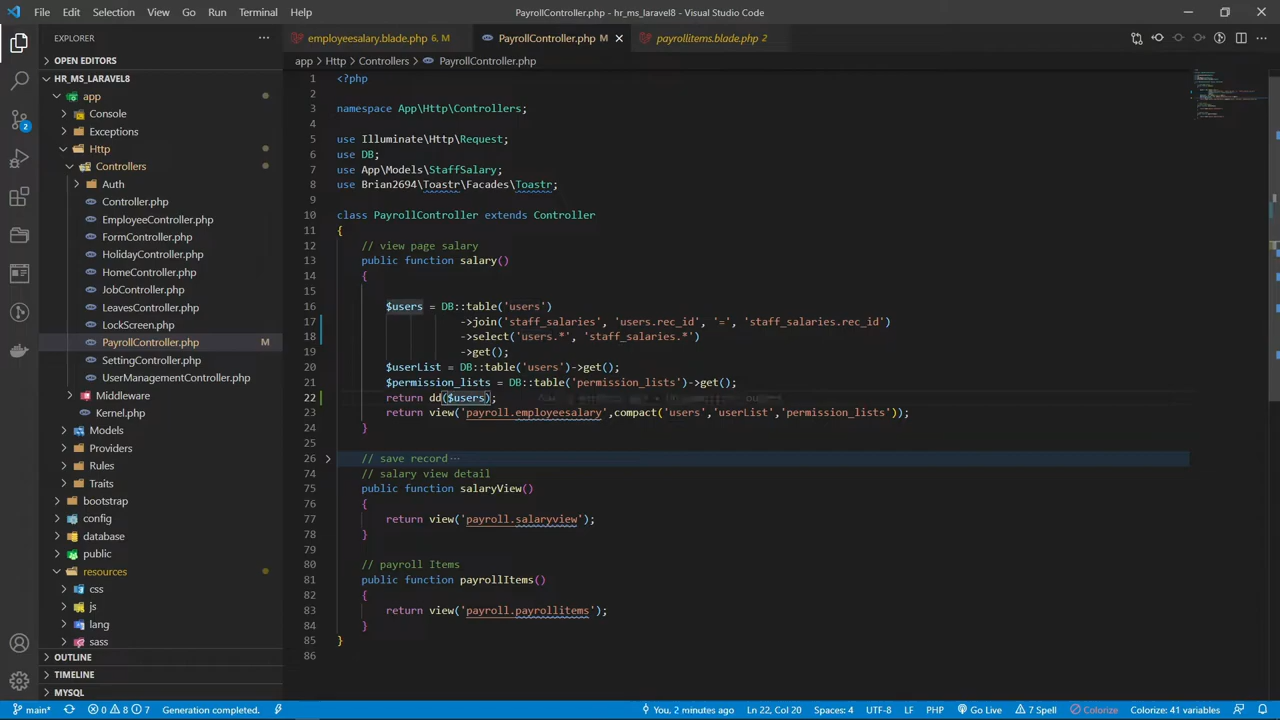 File Edit Selection View Go Run Terminal Help
PayrollController.php - hr_ms_laravel8 - Visual Studio Code
EXPLORER
OPEN EDITORS
HR_MS_LARAVEL8
app
Console
Exceptions
Http
Controllers
Auth
Controller.php
EmployeeController.php
FormController.php
HolidayController.php
HomeController.php
JobController.php
LeavesController.php
LockScreen.php
PayrollController.php M
SettingController.php
UserManagementController.php
Middleware
Kernel.php
Models
Providers
Rules
Traits
bootstrap
config
database
public
resources
css
js
lang
sass
OUTLINE
TIMELINE
MYSQL
2
employeesalary.blade.php 6, M
PayrollController.php M
payrollitems.blade.php 2
app > Http > Controllers > PayrollController.php
1 <?php
2
3 namespace App\Http\Controllers;
4
5 use Illuminate\Http\Request;
6 use DB;
7 use App\Models\StaffSalary;
8 use Brian2694\Toastr\Facades\Toastr;
9
10 class PayrollController extends Controller
11 {
12 // view page salary
13 public function salary()
14 {
15
16 $users = DB::table('users')
17 ->join('staff_salaries', 'users.rec_id', '=', 'staff_salaries.rec_id')
18 ->select('users.*', 'staff_salaries.*')
19 ->get();
20 $userList = DB::table('users')->get();
21 $permission_lists = DB::table('permission_lists')->get();
22 return dd($users);
23 return view('payroll.employeesalary',compact('users','userList','permission_lists'));
24 }
25
26 // save record ···
74 // salary view detail
75 public function salaryView()
76 {
77 return view('payroll.salaryview');
78 }
79
80 // payroll Items
81 public function payrollItems()
82 {
83 return view('payroll.payrollitems');
84 }
85 }
86
main* 0 8 7 Generation completed. You, 2 minutes ago Ln 22, Col 20 Spaces: 4 UTF-8 LF PHP Go Live 7 Spell Colorize Colorize: 41 variables